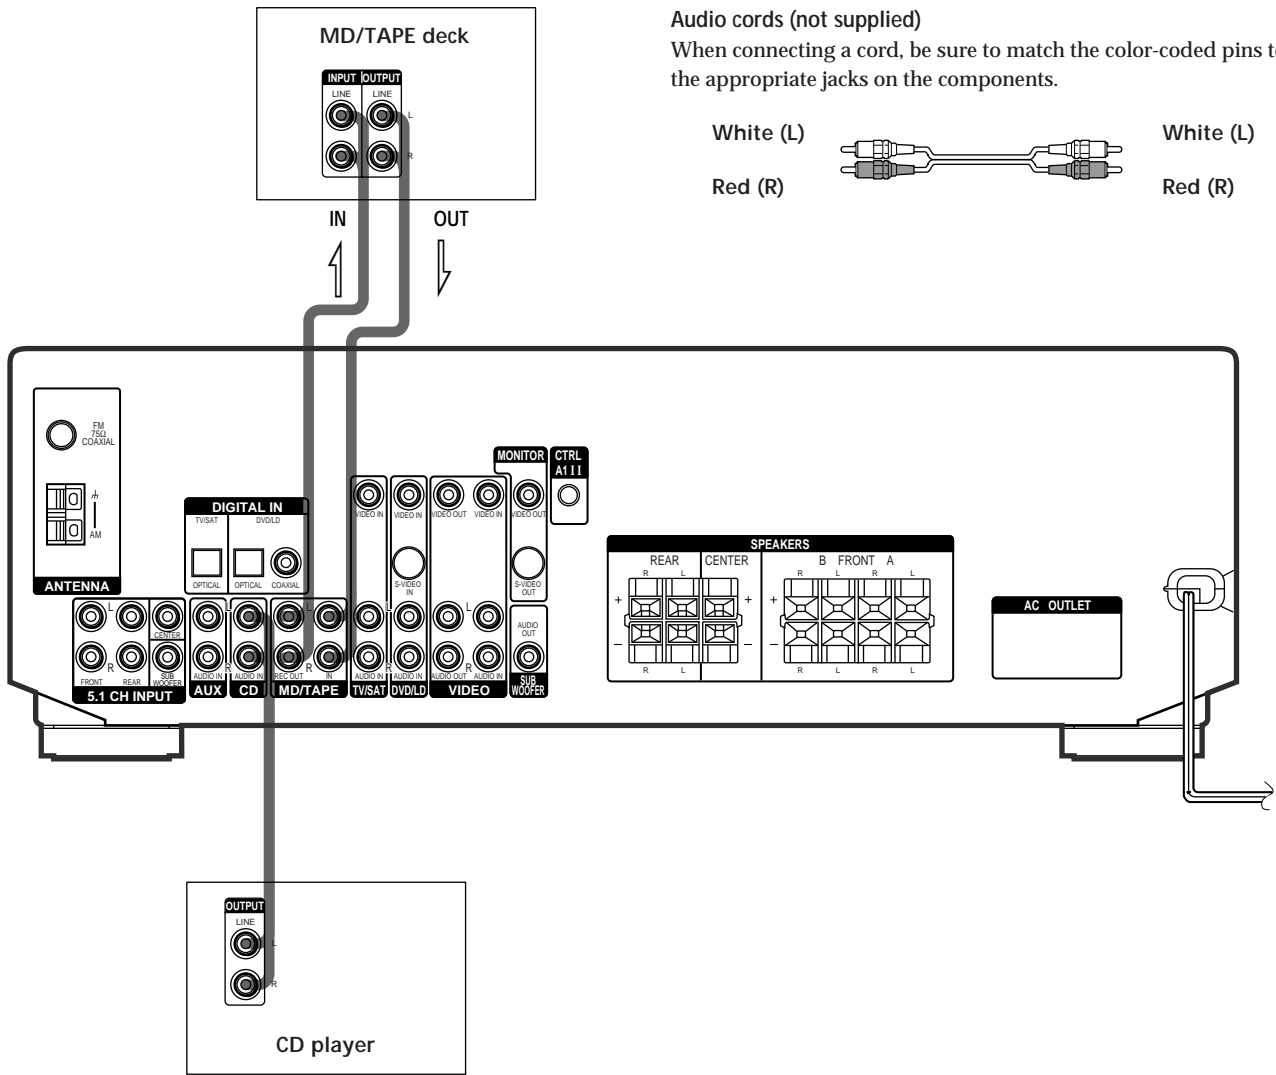 MD/TAPE deck
INPUT OUTPUT
LINE LINE
L
R
IN OUT
Audio cords (not supplied)
When connecting a cord, be sure to match the color-coded pins to
the appropriate jacks on the components.
White (L) White (L)
Red (R) Red (R)
FM
75Ω
COAXIAL
AM
ANTENNA
DIGITAL IN
TV/SAT DVD/LD
OPTICAL OPTICAL COAXIAL
MONITOR
CTRL
A1 II
VIDEO IN VIDEO IN VIDEO OUT VIDEO IN VIDEO OUT
S-VIDEO
IN
S-VIDEO
OUT
L L L L L
CENTER
AUDIO
OUT
R R R R R
FRONT REAR SUB
WOOFER
AUDIO IN AUDIO IN REC OUT IN AUDIO IN AUDIO IN AUDIO OUT AUDIO IN
5.1 CH INPUT AUX CD MD/TAPE TV/SAT DVD/LD VIDEO SUB
WOOFER
SPEAKERS
REAR CENTER B FRONT A
R L R L R L
+ + +
– – –
R L R L R L
AC OUTLET
OUTPUT
LINE
L
R
CD player